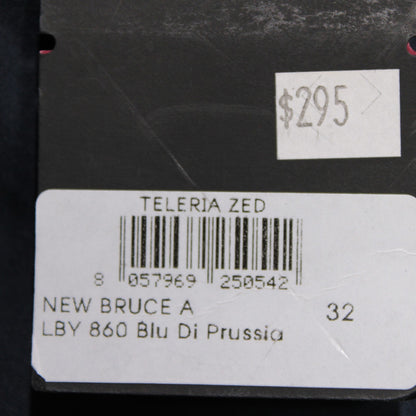 $295
TELERIA ZED
8 057969 250542
NEW BRUCE A 32
LBY 860 Blu Di Prussia